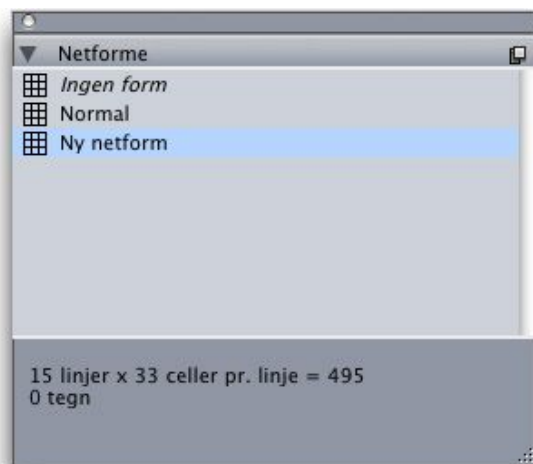 Netforme
Ingen form
Normal
Ny netform
15 linjer x 33 celler pr. linje = 495
0 tegn